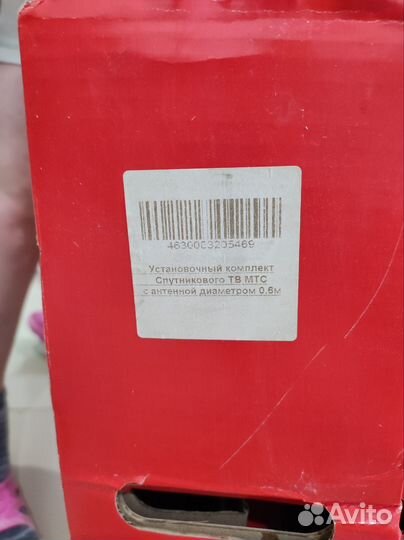 4630003205469
Установочный комплект
Спутникового ТВ МТС
с антенной диаметром 0,6м
Avito